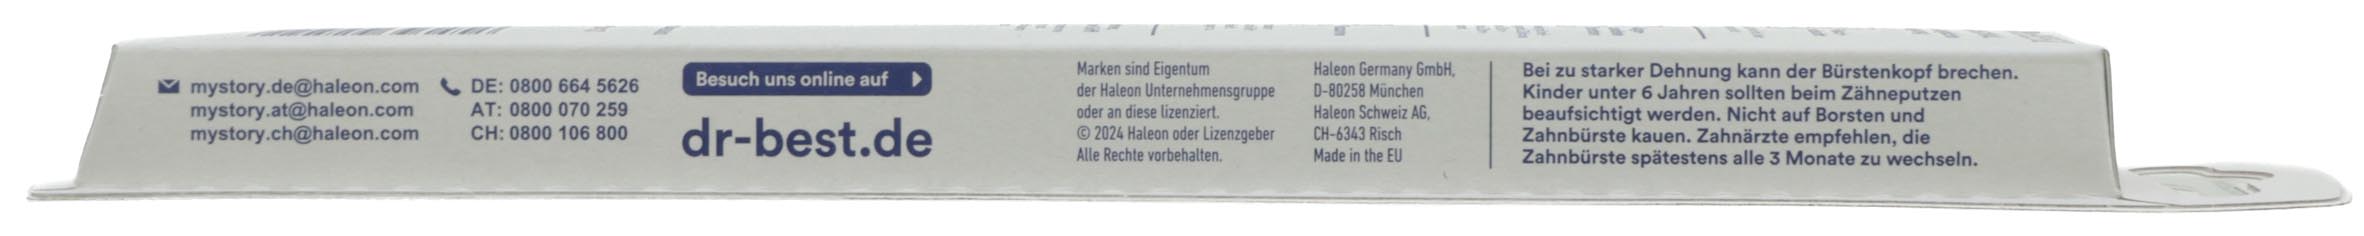 mystory.de@haleon.com
mystory.at@haleon.com
mystory.ch@haleon.com
DE: 0800 664 5626
AT: 0800 070 259
CH: 0800 106 800
Besuch uns online auf
dr-best.de
Marken sind Eigentum
der Haleon Unternehmensgruppe
oder an diese lizenziert.
© 2024 Haleon oder Lizenzgeber
Alle Rechte vorbehalten.
Haleon Germany GmbH,
D-80258 München
Haleon Schweiz AG,
CH-6343 Risch
Made in the EU
Bei zu starker Dehnung kann der Bürstenkopf brechen.
Kinder unter 6 Jahren sollten beim Zähneputzen
beaufsichtigt werden. Nicht auf Borsten und
Zahnbürste kauen. Zahnärzte empfehlen, die
Zahnbürste spätestens alle 3 Monate zu wechseln.